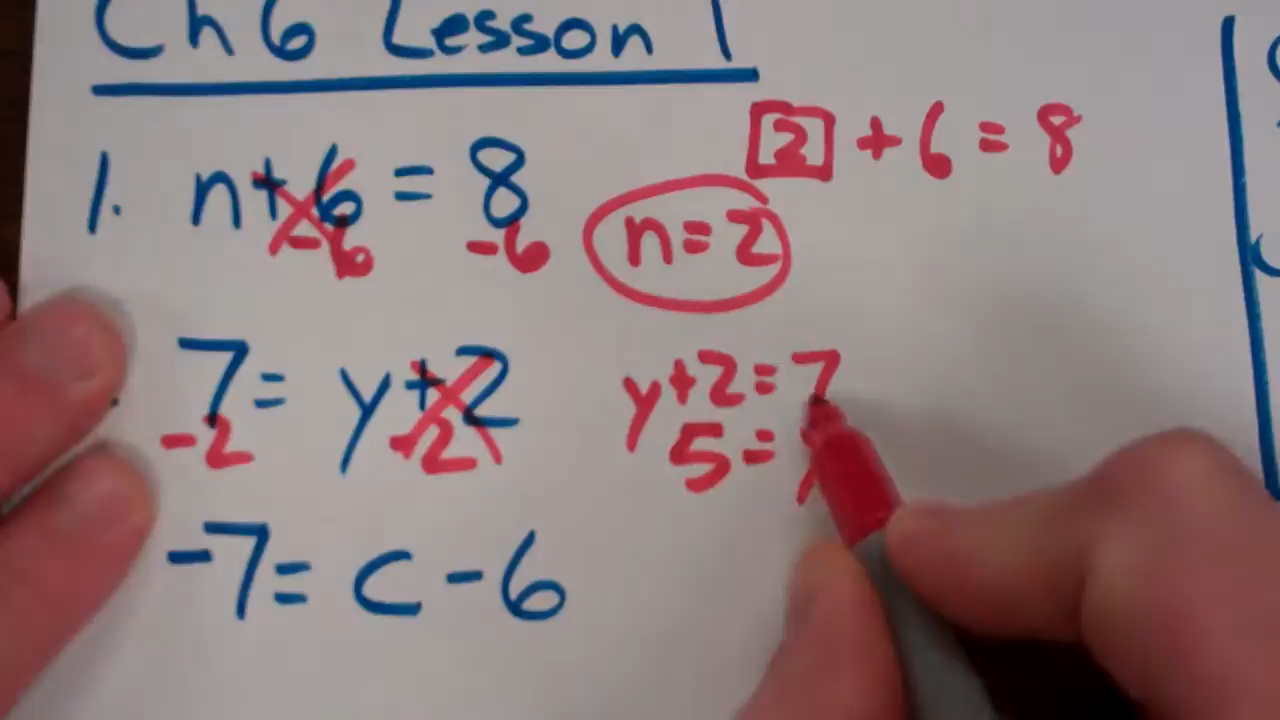 Ch 6 Lesson 1
2 + 6 = 8
1. n + 6 = 8
-6 -6
n = 2
7 = y + 2
-2 -2
y + 2 = 7
5 =
-7 = c - 6